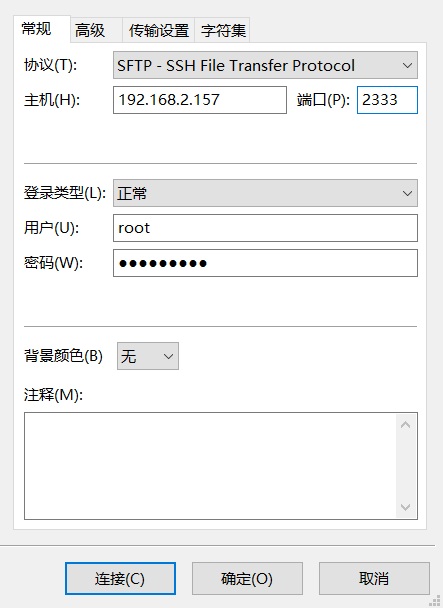 常规 高级 传输设置 字符集
协议(T): SFTP - SSH File Transfer Protocol
主机(H): 192.168.2.157 端口(P): 2333
登录类型(L): 正常
用户(U): root
密码(W): ●●●●●●●●●
背景颜色(B) 无
注释(M):
连接(C) 确定(O) 取消